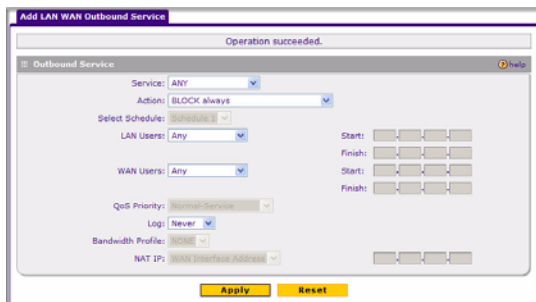 Add LAN WAN Outbound Service
Operation succeeded.
Outbound Service
help
Service: ANY
Action: BLOCK always
Select Schedule: Schedule 1
LAN Users: Any
Start:
Finish:
WAN Users: Any
Start:
Finish:
QoS Priority: Normal-Service
Log: Never
Bandwidth Profile: NONE
NAT IP: WAN Interface Address
Apply
Reset